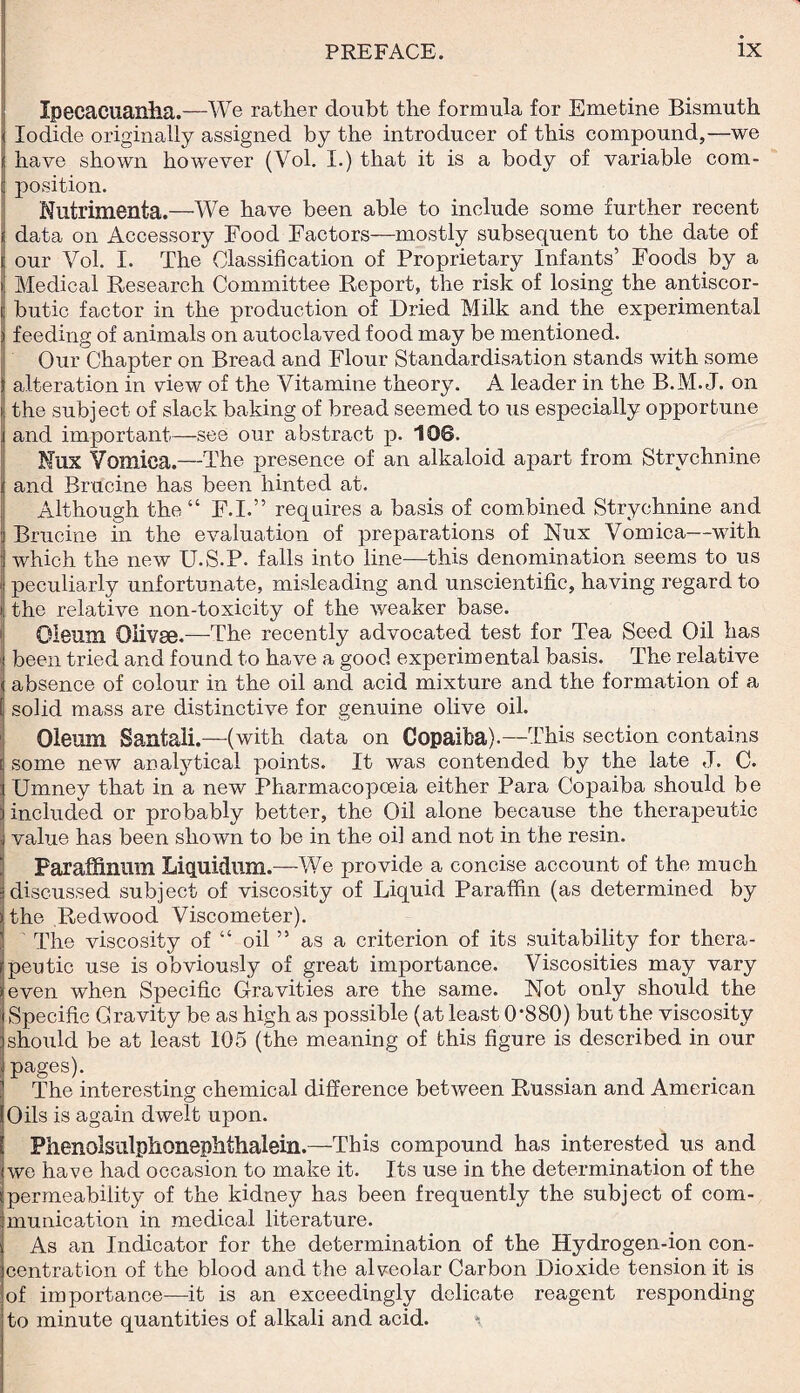 PREFACE. ix
Ipecacuanha.—We rather doubt the formula for Emetine Bismuth
Iodide originally assigned by the introducer of this compound,—we
have shown however (Vol. I.) that it is a body of variable com-
position.
Nutrimenta.—We have been able to include some further recent
data on Accessory Food Factors—mostly subsequent to the date of
our Vol. I. The Classification of Proprietary Infants' Foods by a
Medical Research Committee Report, the risk of losing the antiscor-
butic factor in the production of Dried Milk and the experimental
feeding of animals on autoclaved food may be mentioned.
Our Chapter on Bread and Flour Standardisation stands with some
alteration in view of the Vitamine theory. A leader in the B.M.J. on
the subject of slack baking of bread seemed to us especially opportune
and important—see our abstract p. 106.
Nux Vomica.—The presence of an alkaloid apart from Strychnine
and Brucine has been hinted at.
Although the “ F.I.” requires a basis of combined Strychnine and
Brucine in the evaluation of preparations of Nux Vomica—with
which the new U.S.P. falls into line—this denomination seems to us
peculiarly unfortunate, misleading and unscientific, having regard to
the relative non-toxicity of the weaker base.
Oleum Olivæ.—The recently advocated test for Tea Seed Oil has
been tried and found to have a good experimental basis. The relative
absence of colour in the oil and acid mixture and the formation of a
solid mass are distinctive for genuine olive oil.
Oleum Santali.—(with data on Copaiba).—This section contains
some new analytical points. It was contended by the late J. C.
Umney that in a new Pharmacopœia either Para Copaiba should be
included or probably better, the Oil alone because the therapeutic
value has been shown to be in the oil and not in the resin.
Paraffinum Liquidum.—We provide a concise account of the much
discussed subject of viscosity of Liquid Paraffin (as determined by
the Redwood Viscometer).
The viscosity of “ oil ” as a criterion of its suitability for thera-
peutic use is obviously of great importance. Viscosities may vary
even when Specific Gravities are the same. Not only should the
Specific Gravity be as high as possible (at least 0·880) but the viscosity
should be at least 105 (the meaning of this figure is described in our
pages).
The interesting chemical difference between Russian and American
Oils is again dwelt upon.
Phenolsulphonephthalein.—This compound has interested us and
we have had occasion to make it. Its use in the determination of the
permeability of the kidney has been frequently the subject of com-
munication in medical literature.
As an Indicator for the determination of the Hydrogen-ion con-
centration of the blood and the alveolar Carbon Dioxide tension it is
of importance—it is an exceedingly delicate reagent responding
to minute quantities of alkali and acid.